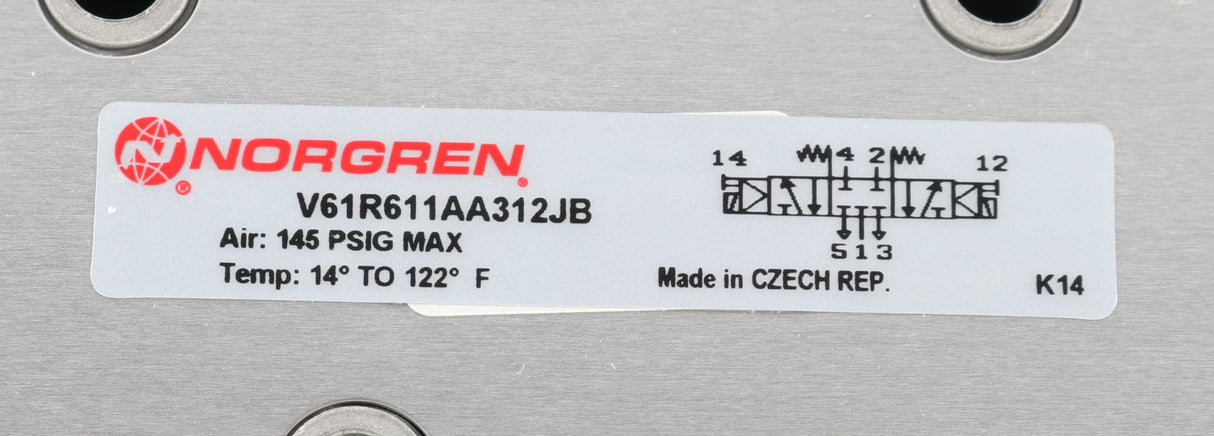 NORGREN®
V61R611AA312JB
Air: 145 PSIG MAX
Temp: 14° TO 122° F
14 4 2 12
5 1 3
Made in CZECH REP.
K14